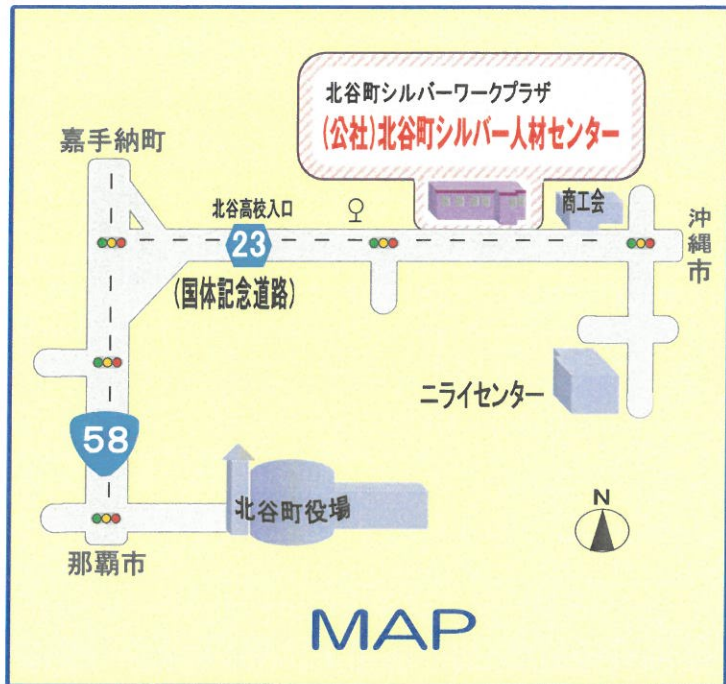 北谷町シルバーワークプラザ
(公社)北谷町シルバー人材センター
嘉手納町
北谷高校入口
商工会
23
沖縄市
(国体記念道路)
ニライセンター
58
北谷町役場
N
那覇市
MAP